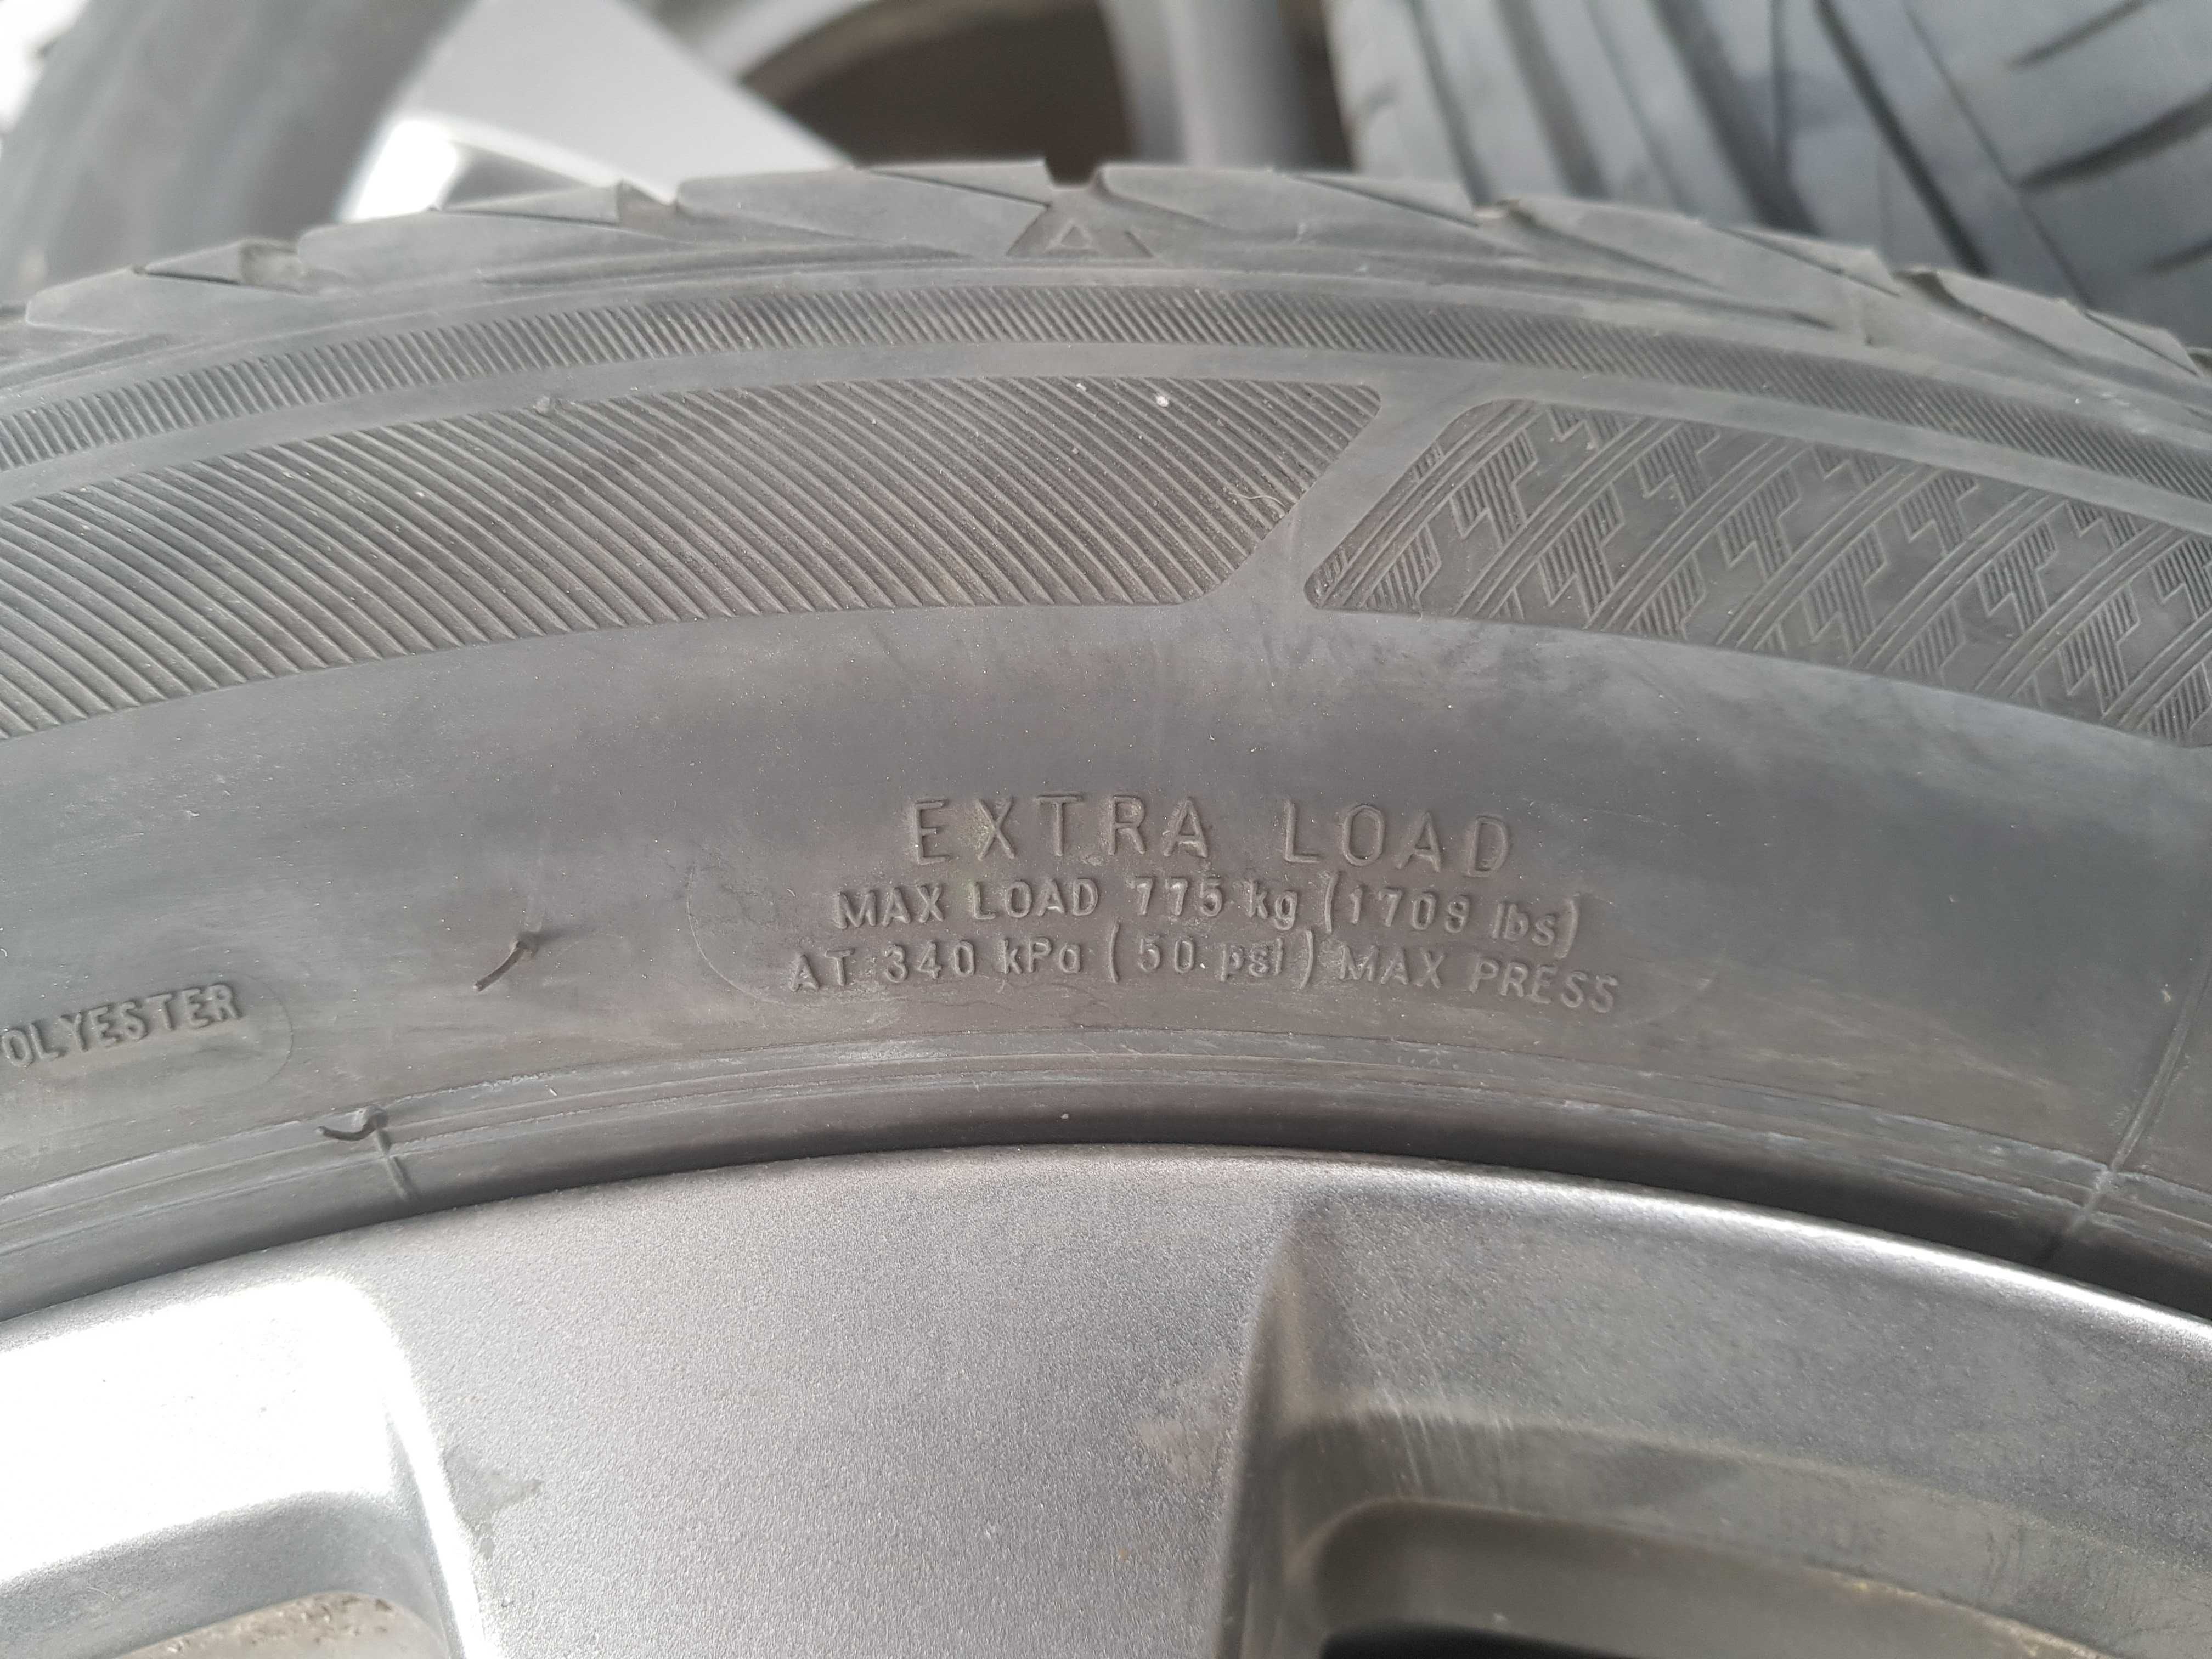 EXTRA LOAD
MAX LOAD 775 kg (1709 lbs)
AT 340 kPa (50 psi) MAX PRESS
OLYESTER